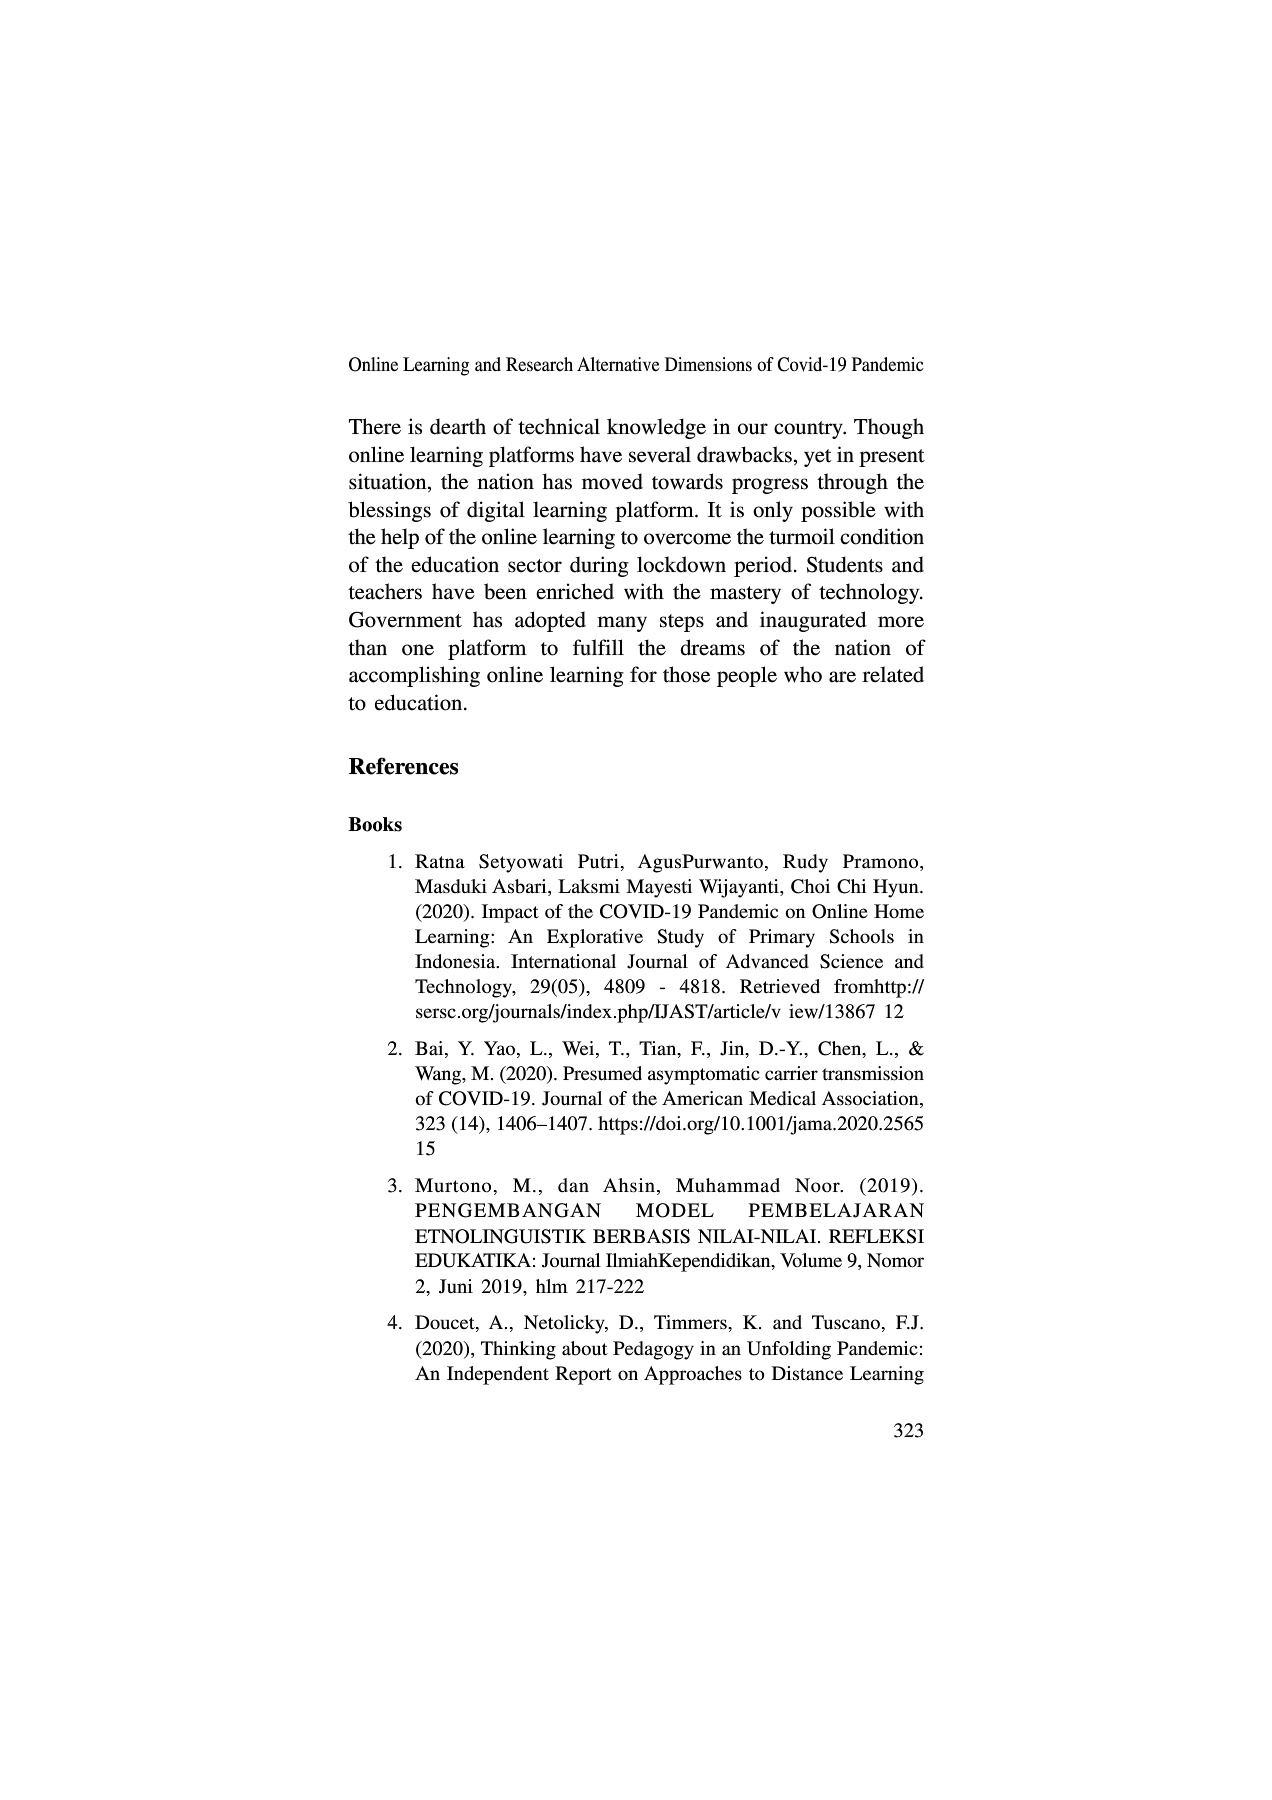 Online Learning and Research Alternative Dimensions of Covid-19 Pandemic
There is dearth of technical knowledge in our country. Though
online learning platforms have several drawbacks, yet in present
situation, the nation has moved towards progress through the
blessings of digital learning platform. It is only possible with
the help of the online learning to overcome the turmoil condition
of the education sector during lockdown period. Students and
teachers have been enriched with the mastery of technology.
Government has adopted many steps and inaugurated more
than one platform to fulfill the dreams of the nation of
accomplishing online learning for those people who are related
to education.
References
Books
1. Ratna Setyowati Putri, AgusPurwanto, Rudy Pramono,
Masduki Asbari, Laksmi Mayesti Wijayanti, Choi Chi Hyun.
(2020). Impact of the COVID-19 Pandemic on Online Home
Learning: An Explorative Study of Primary Schools in
Indonesia. International Journal of Advanced Science and
Technology, 29(05), 4809 - 4818. Retrieved fromhttp://
sersc.org/journals/index.php/IJAST/article/v iew/13867 12
2. Bai, Y. Yao, L., Wei, T., Tian, F., Jin, D.-Y., Chen, L., &
Wang, M. (2020). Presumed asymptomatic carrier transmission
of COVID-19. Journal of the American Medical Association,
323 (14), 1406–1407. https://doi.org/10.1001/jama.2020.2565
15
3. Murtono, M., dan Ahsin, Muhammad Noor. (2019).
PENGEMBANGAN MODEL PEMBELAJARAN
ETNOLINGUISTIK BERBASIS NILAI-NILAI. REFLEKSI
EDUKATIKA: Journal IlmiahKependidikan, Volume 9, Nomor
2, Juni 2019, hlm 217-222
4. Doucet, A., Netolicky, D., Timmers, K. and Tuscano, F.J.
(2020), Thinking about Pedagogy in an Unfolding Pandemic:
An Independent Report on Approaches to Distance Learning
323